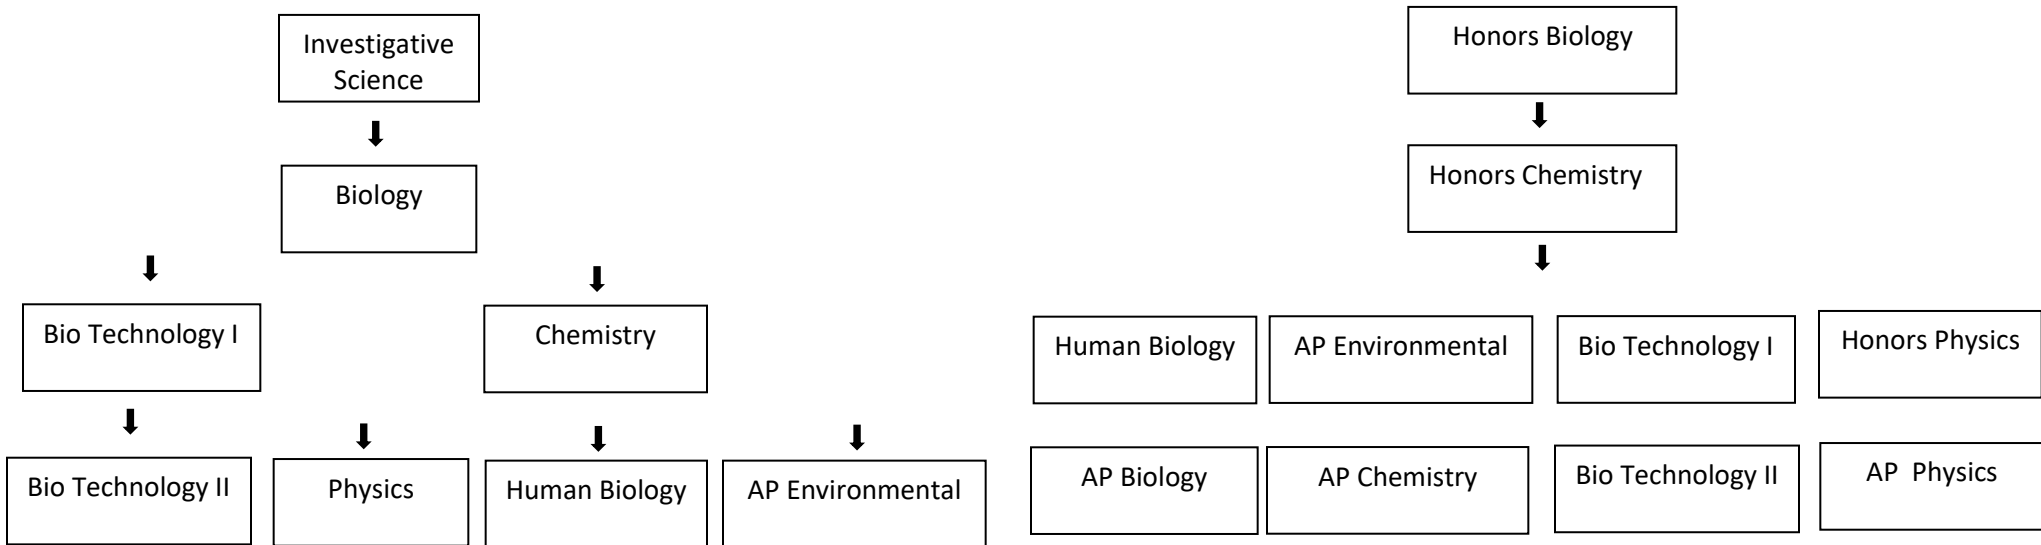 Investigative
Science
Biology
Bio Technology I
Chemistry
Bio Technology II
Physics
Human Biology
AP Environmental
Honors Biology
Honors Chemistry
Human Biology
AP Environmental
Bio Technology I
Honors Physics
AP Biology
AP Chemistry
Bio Technology II
AP  Physics